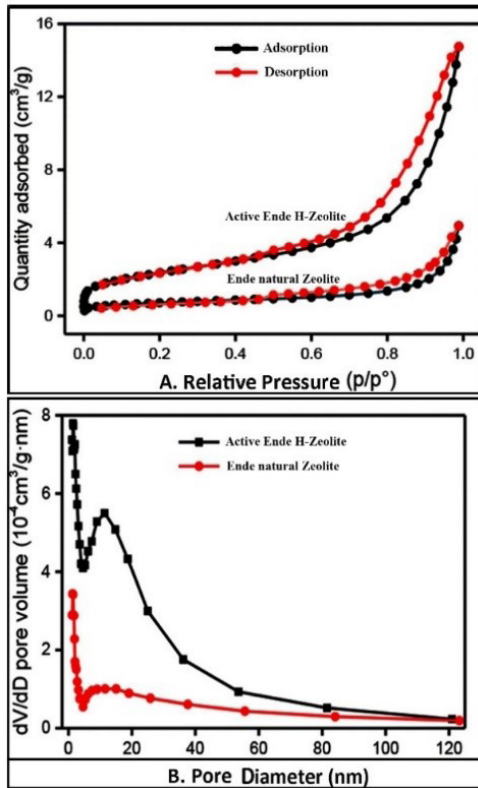 16
Adsorption
Desorption
12
8
Active Ende H-Zeolite
4
Ende natural Zeolite
0
Quantity adsorbed (cm³/g)
0.0 0.2 0.4 0.6 0.8 1.0
A. Relative Pressure (p/p°)
8
Active Ende H-Zeolite
Ende natural Zeolite
6
4
2
0
dV/dD pore volume (10⁻⁴cm³/g·nm)
0 20 40 60 80 100 120
B. Pore Diameter (nm)